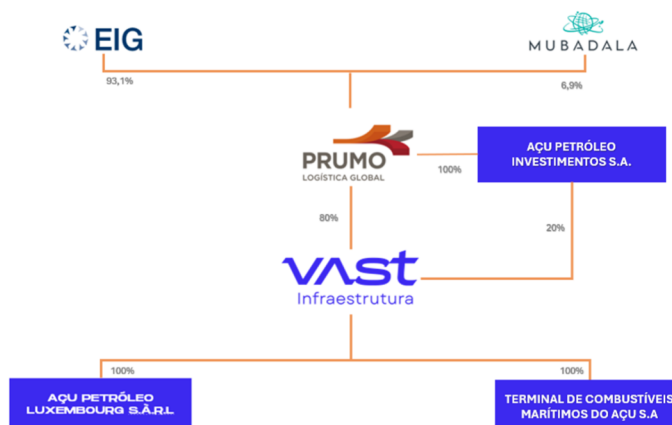 EIG
MUBADALA
93,1%
6,9%
PRUMO
LOGÍSTICA GLOBAL
100%
AÇU PETRÓLEO
INVESTIMENTOS S.A.
80%
20%
vast
Infraestrutura
100%
100%
AÇU PETRÓLEO
LUXEMBOURG S.À.R.L
TERMINAL DE COMBUSTÍVEIS
MARÍTIMOS DO AÇU S.A